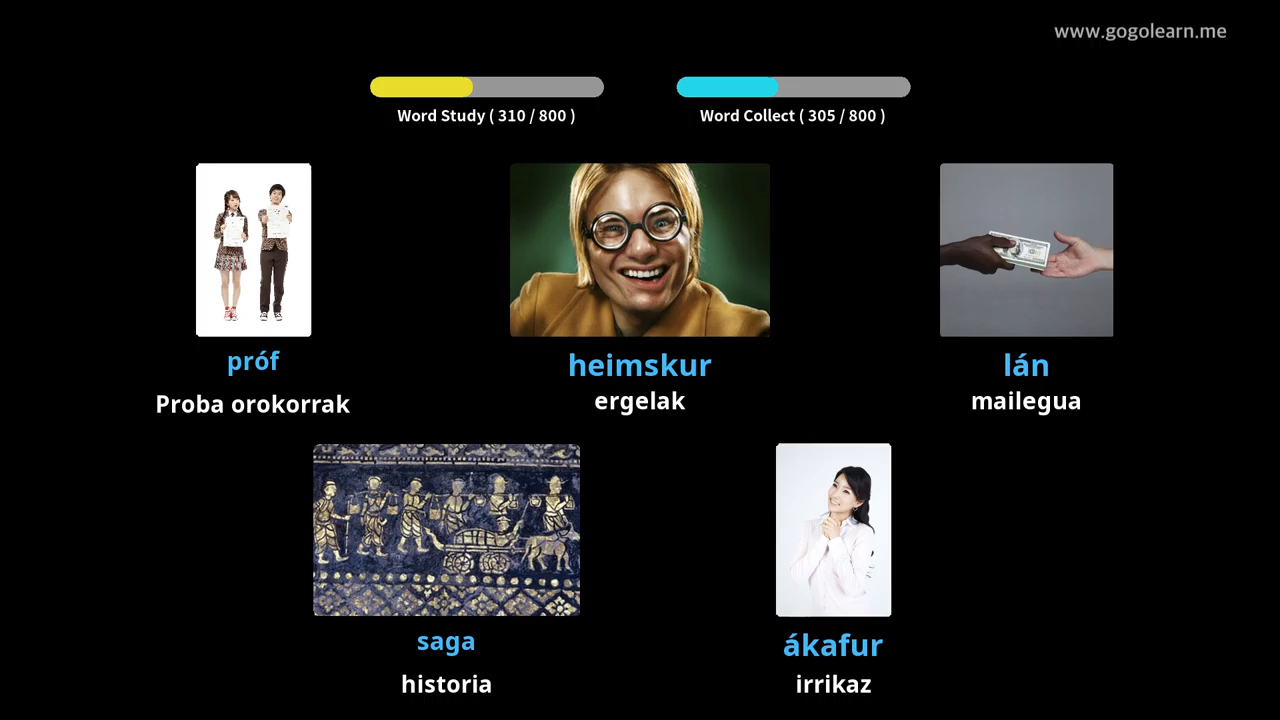 www.gogolearn.me
Word Study ( 310 / 800 )
Word Collect ( 305 / 800 )
próf
Proba orokorrak
heimskur
ergelak
lán
mailegua
saga
historia
ákafur
irrikaz